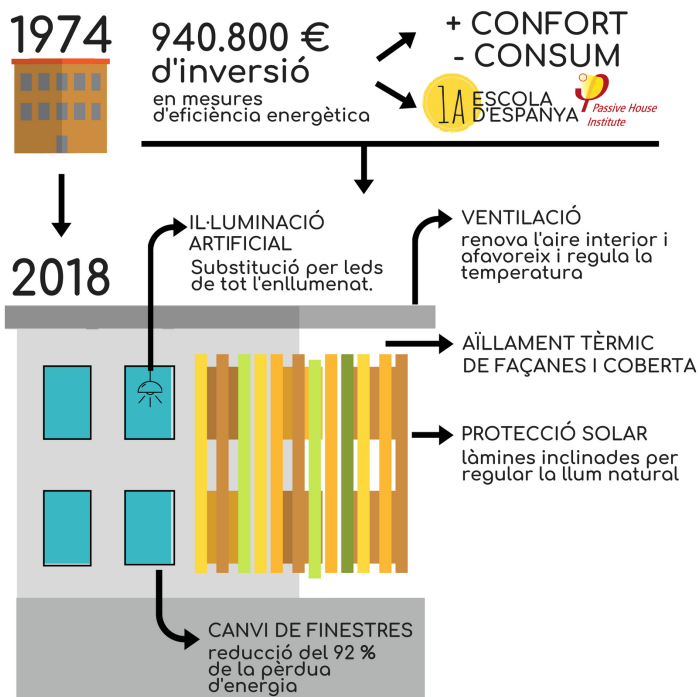 1974
940.800 €
d'inversió
en mesures
d'eficiència energètica
+ CONFORT
- CONSUM
1A
ESCOLA
D'ESPANYA
Passive House
Institute
2018
IL·LUMINACIÓ
ARTIFICIAL
Substitució per leds
de tot l'enllumenat.
VENTILACIÓ
renova l'aire interior i
afavoreix i regula la
temperatura
AÏLLAMENT TÈRMIC
DE FAÇANES I COBERTA
PROTECCIÓ SOLAR
làmines inclinades per
regular la llum natural
CANVI DE FINESTRES
reducció del 92 %
de la pèrdua
d'energia